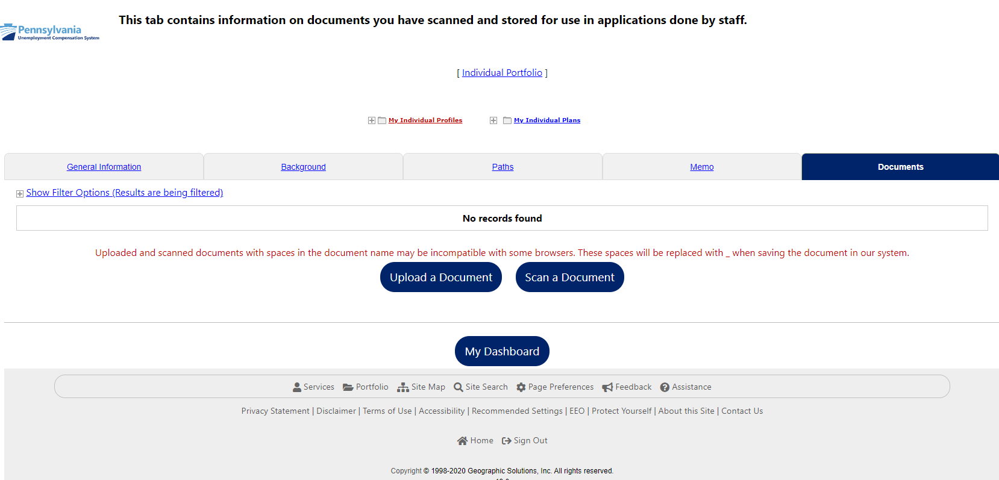 This tab contains information on documents you have scanned and stored for use in applications done by staff.
Pennsylvania
Unemployment Compensation System
[ Individual Portfolio ]
My Individual Profiles My Individual Plans
General Information Background Paths Memo Documents
Show Filter Options (Results are being filtered)
No records found
Uploaded and scanned documents with spaces in the document name may be incompatible with some browsers. These spaces will be replaced with _ when saving the document in our system.
Upload a Document Scan a Document
My Dashboard
Services Portfolio Site Map Site Search Page Preferences Feedback Assistance
Privacy Statement | Disclaimer | Terms of Use | Accessibility | Recommended Settings | EEO | Protect Yourself | About this Site | Contact Us
Home Sign Out
Copyright © 1998-2020 Geographic Solutions, Inc. All rights reserved.